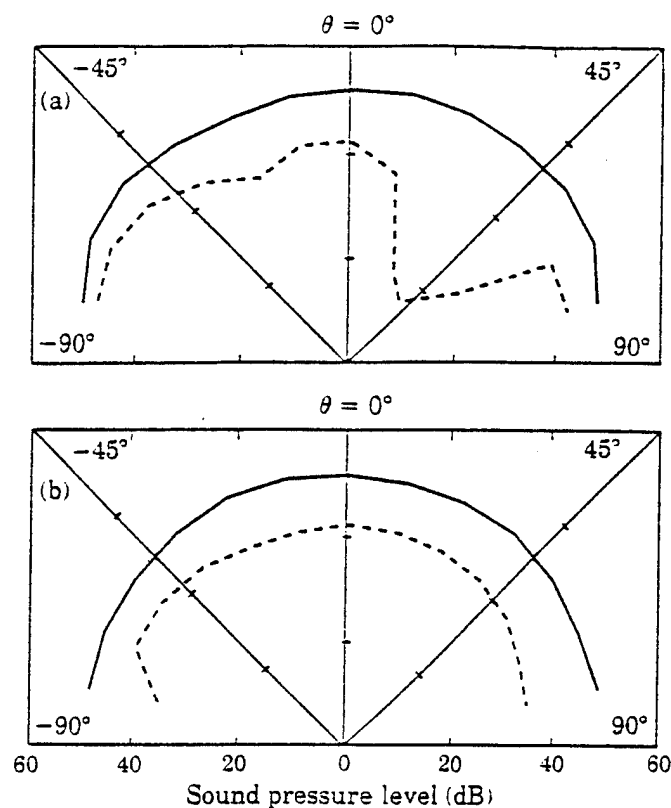 θ = 0°
−45° 45°
(a)
−90° 90°
θ = 0°
−45° 45°
(b)
−90° 90°
60 40 20 0 20 40 60
Sound pressure level (dB)